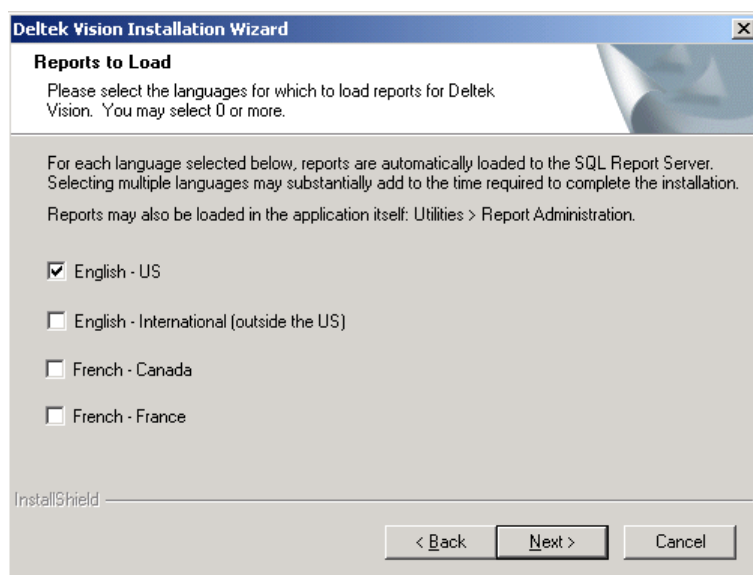 Deltek Vision Installation Wizard
Reports to Load
Please select the languages for which to load reports for Deltek
Vision. You may select 0 or more.
For each language selected below, reports are automatically loaded to the SQL Report Server.
Selecting multiple languages may substantially add to the time required to complete the installation.
Reports may also be loaded in the application itself: Utilities > Report Administration.
English - US
English - International (outside the US)
French - Canada
French - France
InstallShield
< Back Next > Cancel